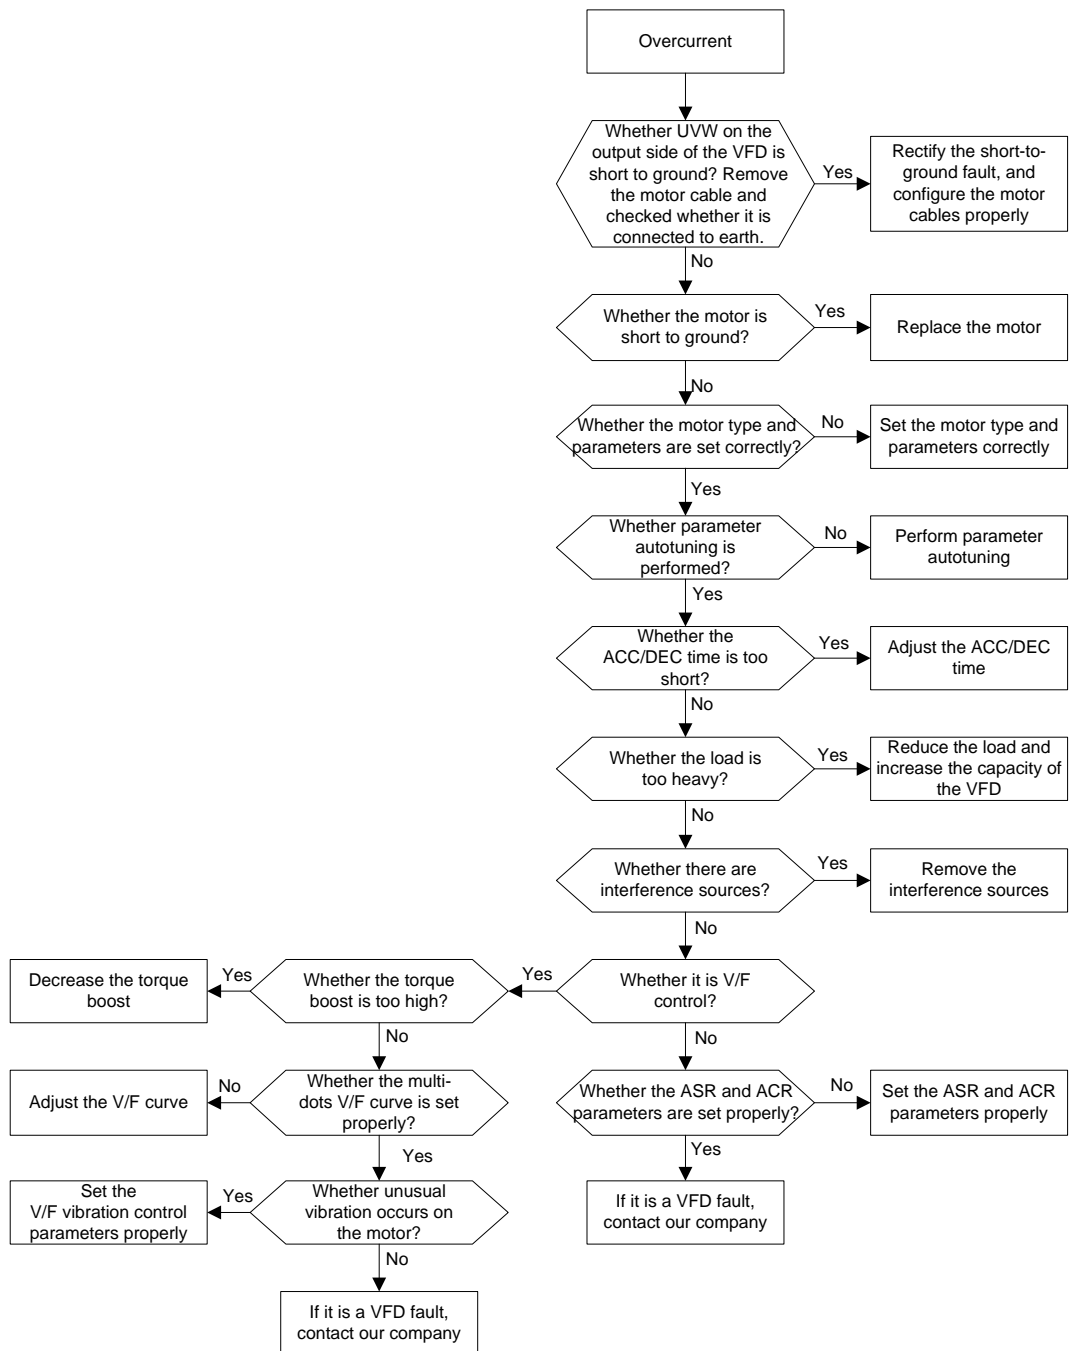 Overcurrent
Whether UVW on the
output side of the VFD is
short to ground? Remove
the motor cable and
checked whether it is
connected to earth.
Yes
Rectify the short-to-
ground fault, and
configure the motor
cables properly
No
Whether the motor is
short to ground?
Yes
Replace the motor
No
Whether the motor type and
parameters are set correctly?
No
Set the motor type and
parameters correctly
Yes
Whether parameter
autotuning is
performed?
No
Perform parameter
autotuning
Yes
Whether the
ACC/DEC time is too
short?
Yes
Adjust the ACC/DEC
time
No
Whether the load is
too heavy?
Yes
Reduce the load and
increase the capacity of
the VFD
No
Whether there are
interference sources?
Yes
Remove the
interference sources
No
Whether it is V/F
control?
Yes
Whether the torque
boost is too high?
Yes
Decrease the torque
boost
No
Whether the multi-
dots V/F curve is set
properly?
No
Adjust the V/F curve
Yes
Whether unusual
vibration occurs on
the motor?
Yes
Set the
V/F vibration control
parameters properly
No
If it is a VFD fault,
contact our company
No
Whether the ASR and ACR
parameters are set properly?
No
Set the ASR and ACR
parameters properly
Yes
If it is a VFD fault,
contact our company